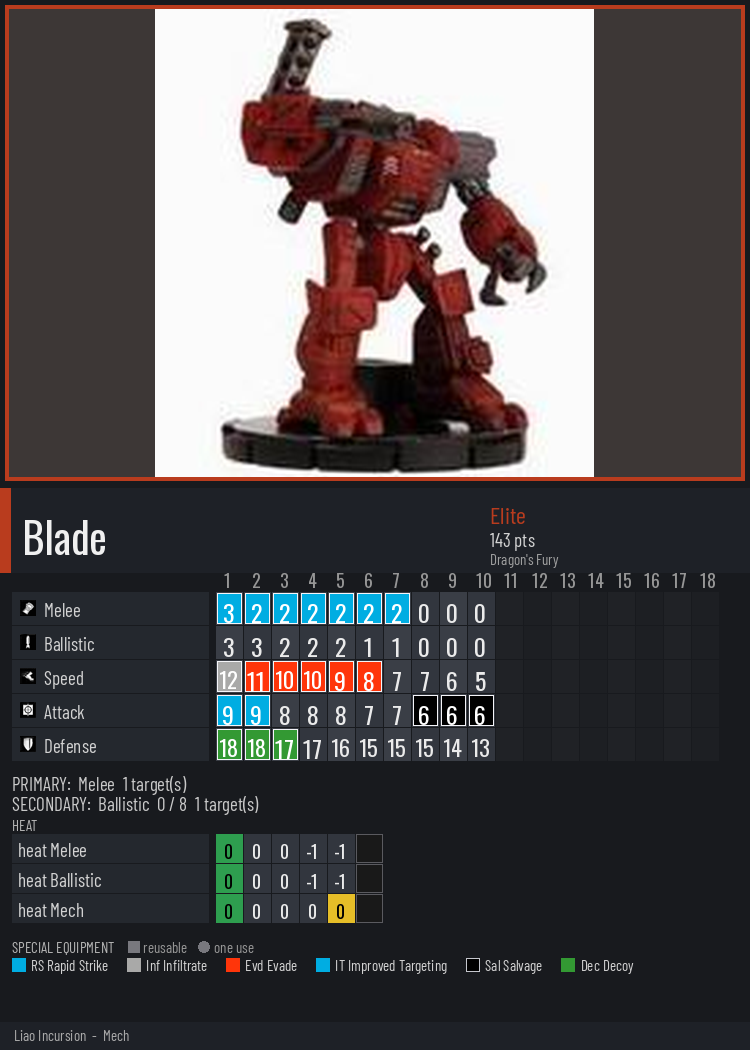 Blade
Elite
143 pts
Dragon's Fury
1 2 3 4 5 6 7 8 9 10 11 12 13 14 15 16 17 18
Melee 3 2 2 2 2 2 2 0 0 0
Ballistic 3 3 2 2 2 1 1 0 0 0
Speed 12 11 10 10 9 8 7 7 6 5
Attack 9 9 8 8 8 7 7 6 6 6
Defense 18 18 17 17 16 15 15 15 14 13
PRIMARY: Melee 1 target(s)
SECONDARY: Ballistic 0 / 8 1 target(s)
HEAT
heat Melee 0 0 0 -1 -1
heat Ballistic 0 0 0 -1 -1
heat Mech 0 0 0 0 0
SPECIAL EQUIPMENT reusable one use
RS Rapid Strike Inf Infiltrate Evd Evade IT Improved Targeting Sal Salvage Dec Decoy
Liao Incursion - Mech